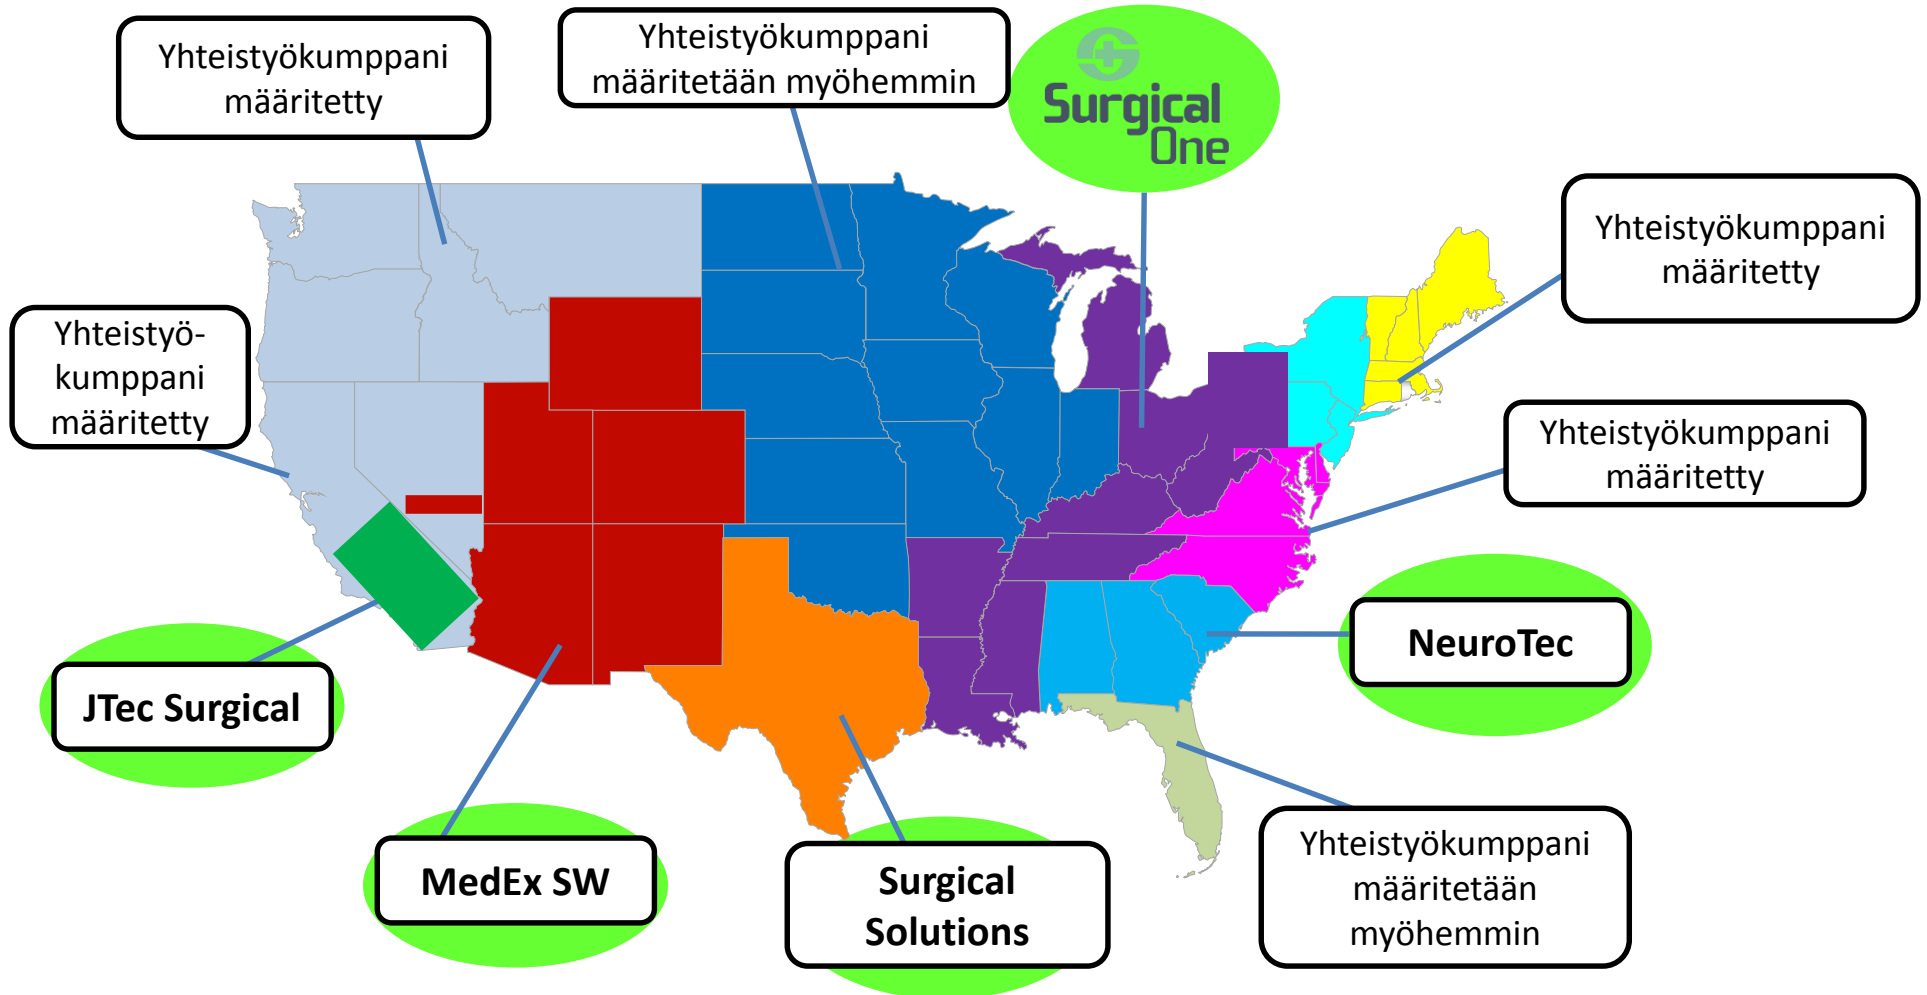 Yhteistyökumppani
määritetty
Yhteistyökumppani
määritetään myöhemmin
Surgical
One
Yhteistyökumppani
määritetty
Yhteistyö-
kumppani
määritetty
Yhteistyökumppani
määritetty
NeuroTec
JTec Surgical
MedEx SW
Surgical
Solutions
Yhteistyökumppani
määritetään
myöhemmin